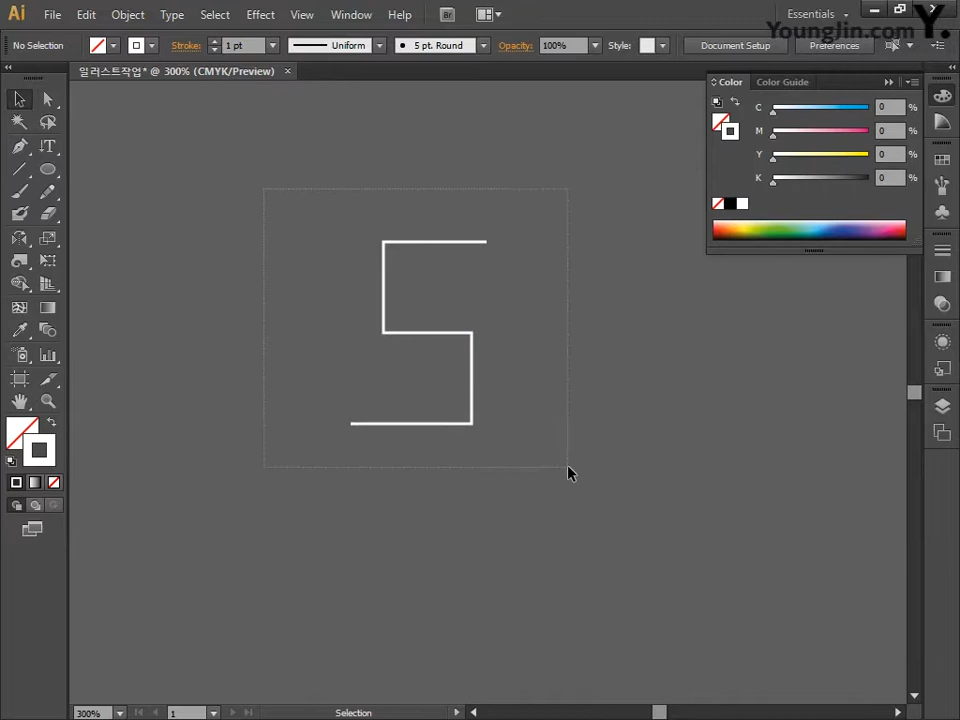 Ai File Edit Object Type Select Effect View Window Help Br Essentials
YoungJin.com Y.
No Selection Stroke: 1 pt Uniform 5 pt. Round Opacity: 100% Style: Document Setup Preferences
일러스트작업* @ 300% (CMYK/Preview) ×
Color Color Guide
C 0 %
M 0 %
Y 0 %
K 0 %
300% 1 Selection